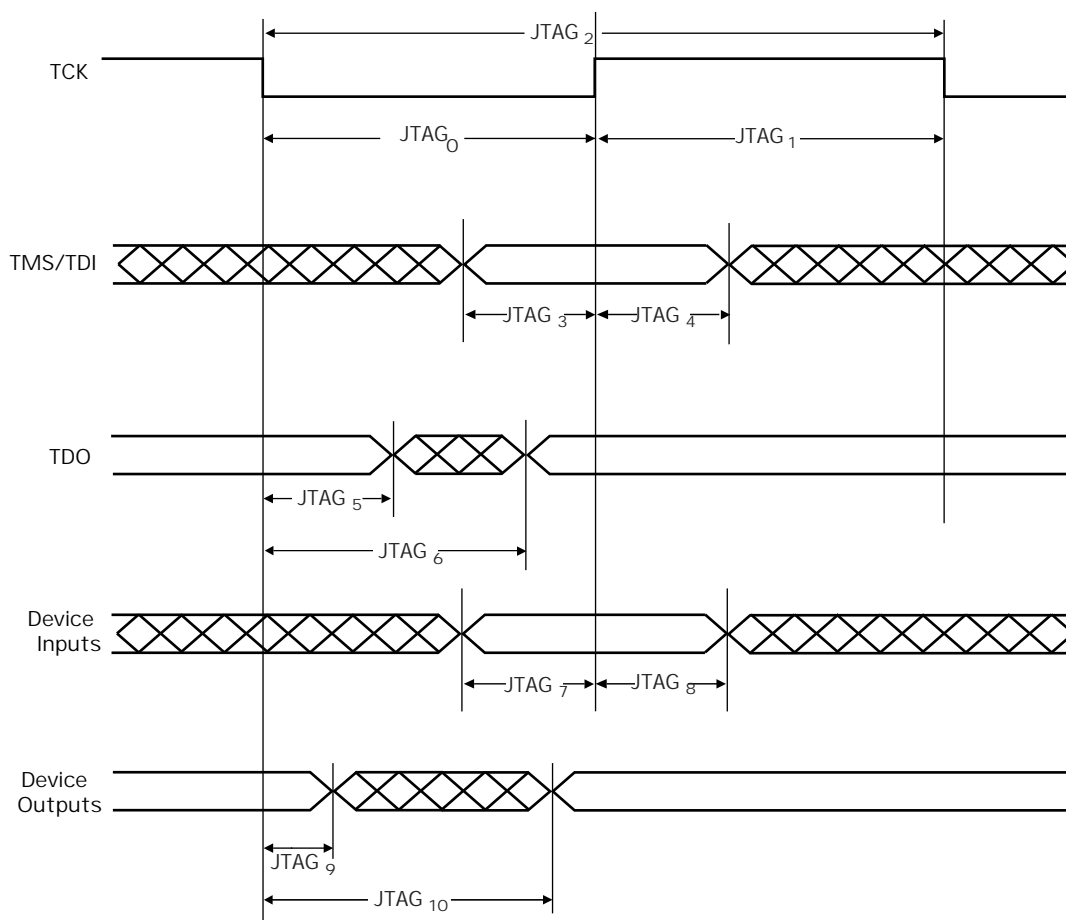 JTAG 2
TCK
JTAG0 JTAG 1
TMS/TDI
JTAG 3 JTAG 4
TDO
JTAG 5
JTAG 6
Device
Inputs
JTAG 7 JTAG 8
Device
Outputs
JTAG 9
JTAG 10